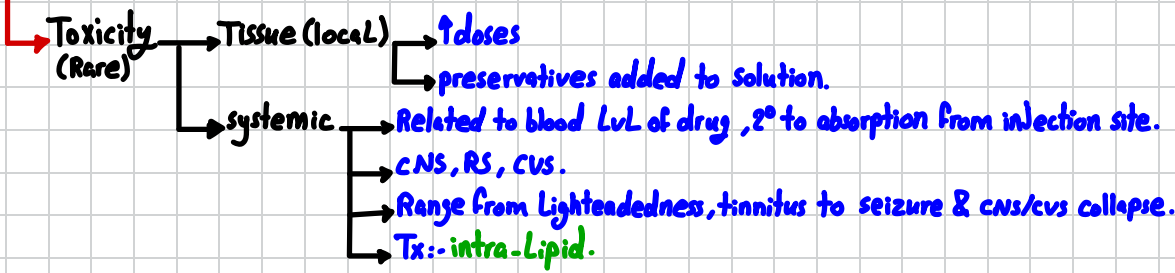 Toxicity
(Rare)
Tissue (local)
↑doses
preservatives added to solution.
systemic
Related to blood LvL of drug, 2° to absorption from injection site.
CNS, RS, CVS.
Range from Lighteadedness, tinnitus to seizure & CNS/CVS collapse.
Tx:- intra-Lipid.